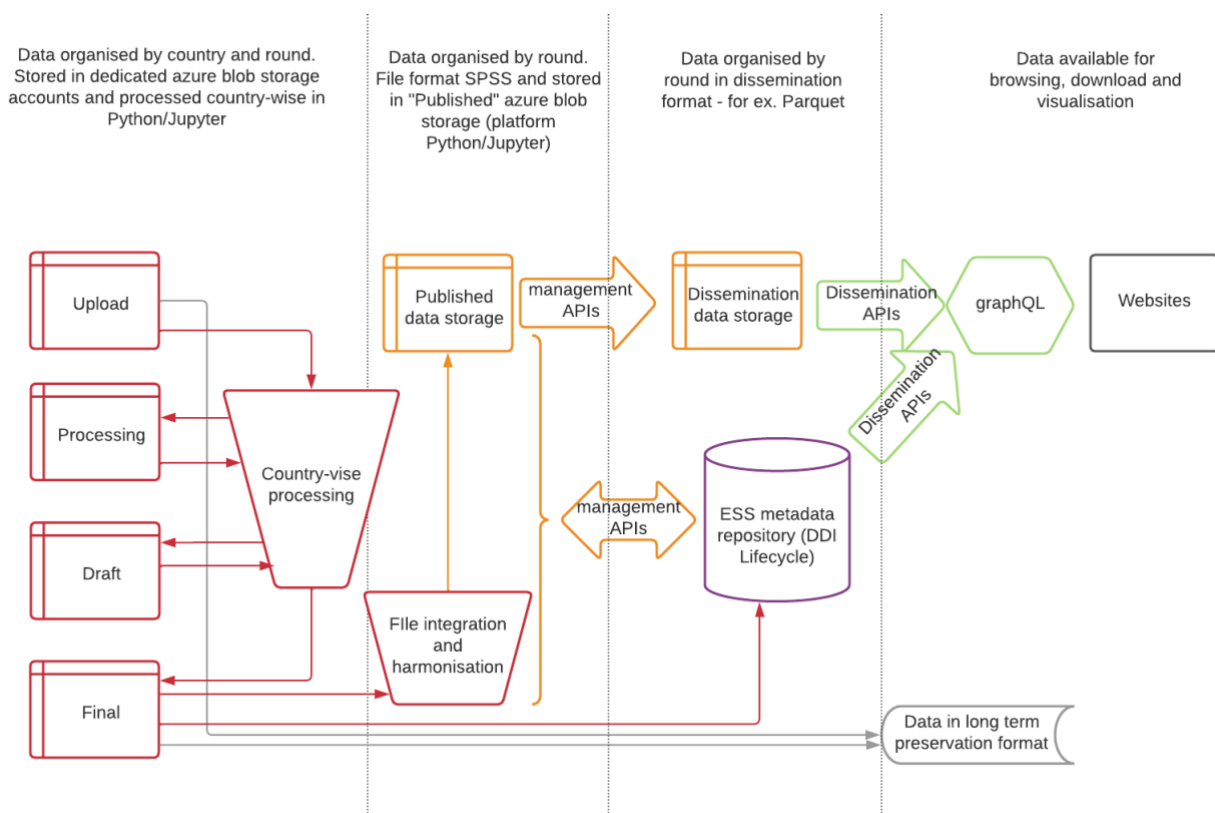 Data organised by country and round.
Stored in dedicated azure blob storage
accounts and processed country-wise in
Python/Jupyter
Data organised by round.
File format SPSS and stored
in "Published" azure blob
storage (platform
Python/Jupyter)
Data organised by
round in dissemination
format - for ex. Parquet
Data available for
browsing, download and
visualisation
Upload
Published
data storage
management
APIs
Dissemination
data storage
Dissemination
APIs
graphQL
Websites
Dissemination
APIs
Processing
Country-vise
processing
management
APIs
ESS metadata
repository (DDI
Lifecycle)
Draft
FIle integration
and
harmonisation
Final
Data in long term
preservation format